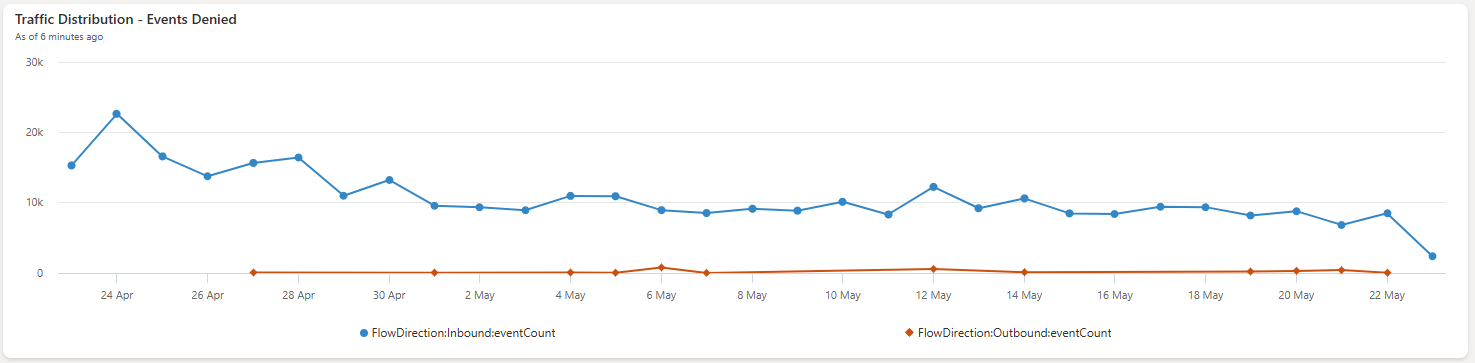 Traffic Distribution - Events Denied
As of 6 minutes ago
30k
20k
10k
0
24 Apr 26 Apr 28 Apr 30 Apr 2 May 4 May 6 May 8 May 10 May 12 May 14 May 16 May 18 May 20 May 22 May
FlowDirection:Inbound:eventCount FlowDirection:Outbound:eventCount